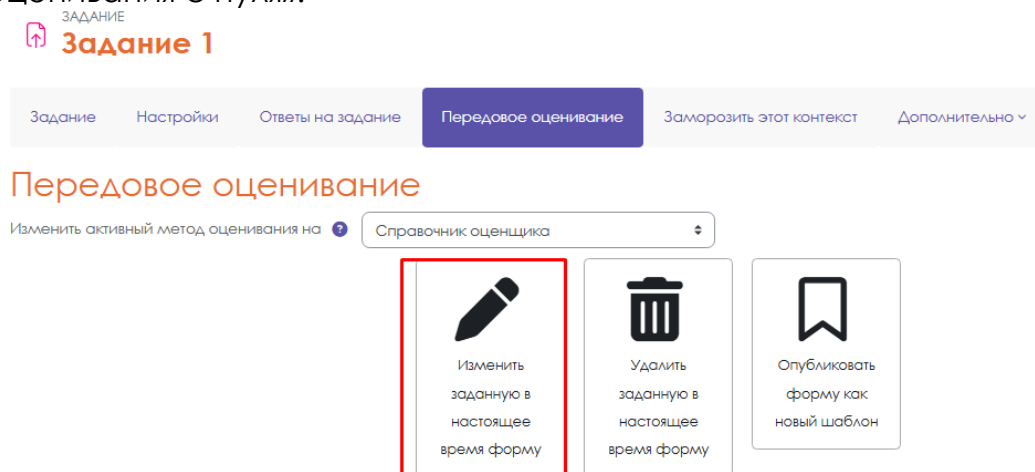 ЗАДАНИЕ
Задание 1
Задание Настройки Ответы на задание Передовое оценивание Заморозить этот контекст Дополнительно
Передовое оценивание
Изменить активный метод оценивания на ? Справочник оценщика
Изменить
заданную в
настоящее
время форму
Удалить
заданную в
настоящее
время форму
Опубликовать
форму как
новый шаблон